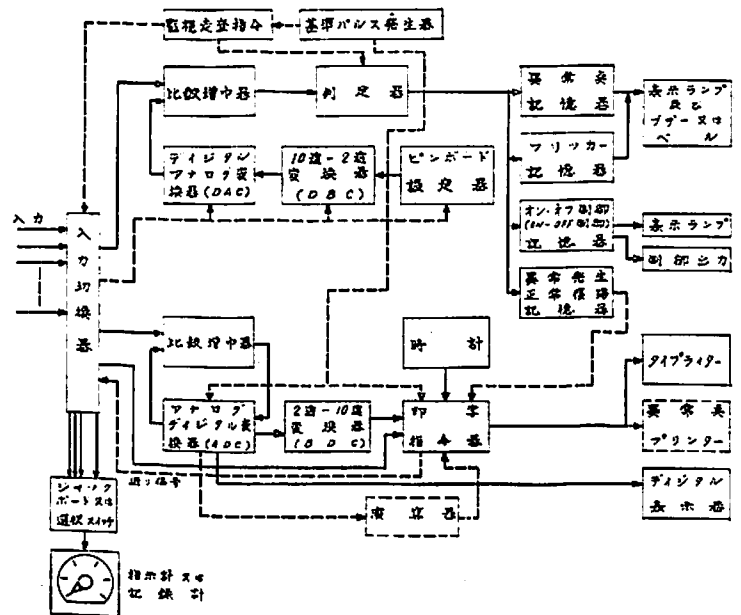 監視走査指令
基準パルス発生器
比較増巾器
判定器
異常点
記憶器
表示ランプ
及び
ブザー又は
ベル
ディジタル
アナログ変
換器(DAC)
10進-2進
変換器
(DBC)
ピンボード
設定器
フリッカー
記憶器
入力
入力切換器
オン・オフ制御
(ON-OFF制御)
記憶器
表示ランプ
制御出力
異常発生
正常復帰
記憶器
比較増巾器
時計
タイプライター
アナログ
ディジタル変
換器(ADC)
2進-10進
変換器
(BDC)
印字
指令器
異常点
プリンター
送り信号
ディジタル
表示器
演算器
ジャック
ボード又は
選択スイッチ
指示計又は
記録計